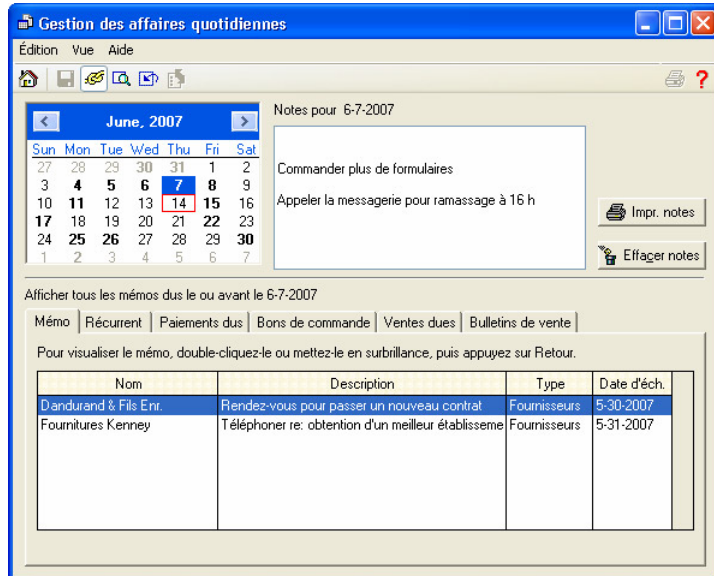 Gestion des affaires quotidiennes
Édition Vue Aide
Notes pour 6-7-2007
June, 2007
Sun Mon Tue Wed Thu Fri Sat
27 28 29 30 31 1 2
3 4 5 6 7 8 9
10 11 12 13 14 15 16
17 18 19 20 21 22 23
24 25 26 27 28 29 30
1 2 3 4 5 6 7
Commander plus de formulaires
Appeler la messagerie pour ramassage à 16 h
Impr. notes
Effacer notes
Afficher tous les mémos dus le ou avant le 6-7-2007
Mémo Récurrent Paiements dus Bons de commande Ventes dues Bulletins de vente
Pour visualiser le mémo, double-cliquez-le ou mettez-le en surbrillance, puis appuyez sur Retour.
Nom Description Type Date d'éch.
Dandurand & Fils Enr. Rendez-vous pour passer un nouveau contrat Fournisseurs 5-30-2007
Fournitures Kenney Téléphoner re: obtention d'un meilleur établisseme Fournisseurs 5-31-2007